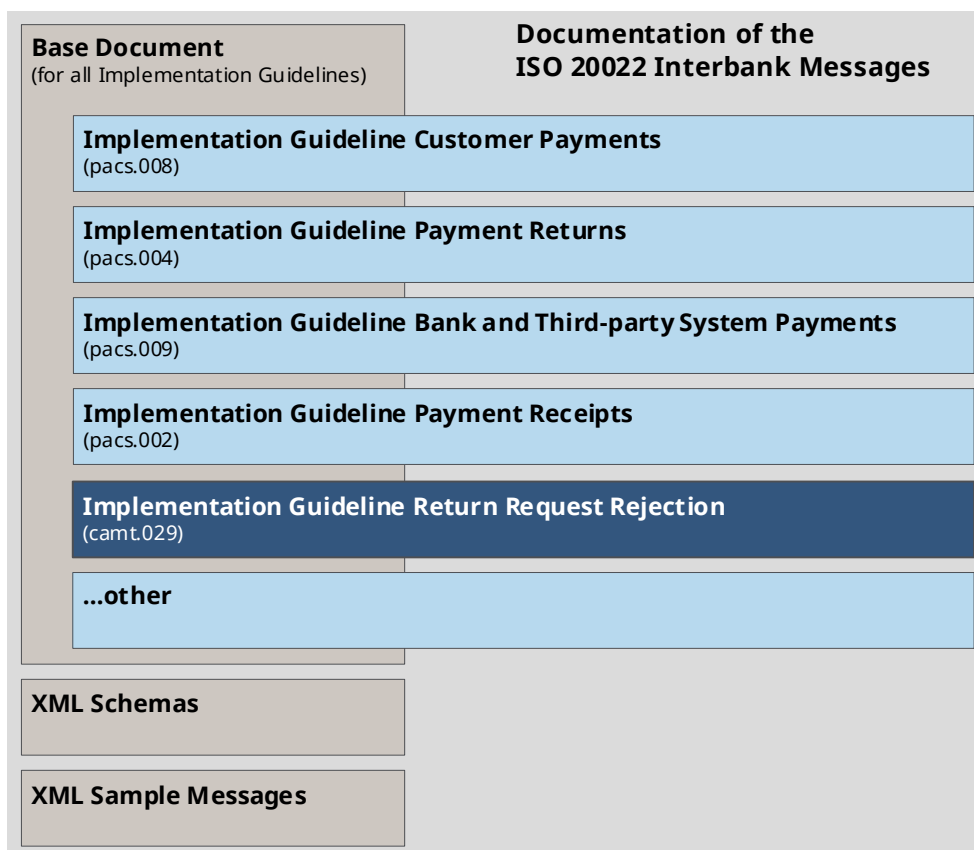 Base Document
(for all Implementation Guidelines)
Documentation of the
ISO 20022 Interbank Messages
Implementation Guideline Customer Payments
(pacs.008)
Implementation Guideline Payment Returns
(pacs.004)
Implementation Guideline Bank and Third-party System Payments
(pacs.009)
Implementation Guideline Payment Receipts
(pacs.002)
Implementation Guideline Return Request Rejection
(camt.029)
...other
XML Schemas
XML Sample Messages